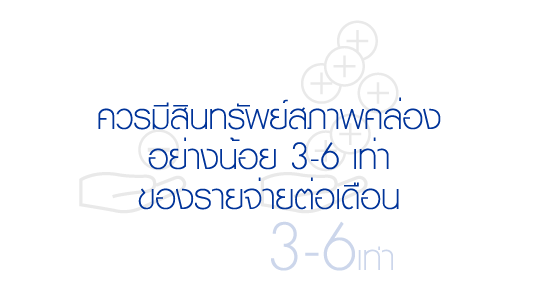 ควรมีสินทรัพย์สภาพคล่อง
อย่างน้อย 3-6 เท่า
ของรายจ่ายต่อเดือน
3-6เท่า